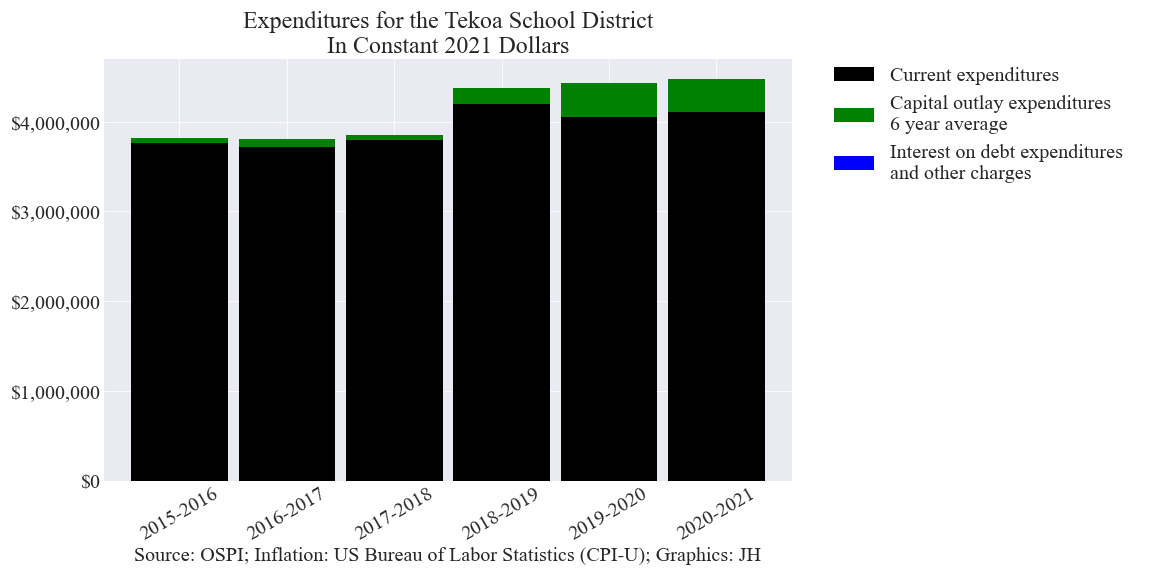 Expenditures for the Tekoa School District
In Constant 2021 Dollars
Current expenditures
Capital outlay expenditures
6 year average
Interest on debt expenditures
and other charges
$4,000,000
$3,000,000
$2,000,000
$1,000,000
$0
2015-2016
2016-2017
2017-2018
2018-2019
2019-2020
2020-2021
Source: OSPI; Inflation: US Bureau of Labor Statistics (CPI-U); Graphics: JH